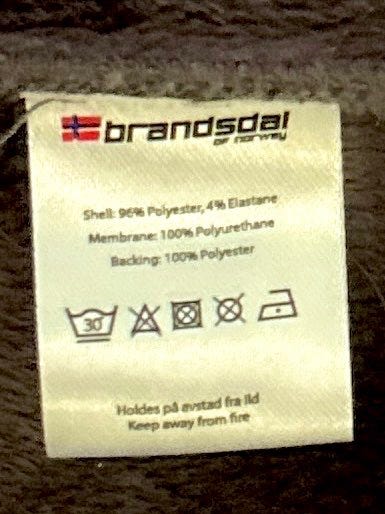 brandsdal
OF NORWAY
Shell: 96% Polyester, 4% Elastane
Membrane: 100% Polyurethane
Backing: 100% Polyester
30
Holdes på avstad fra ild
Keep away from fire